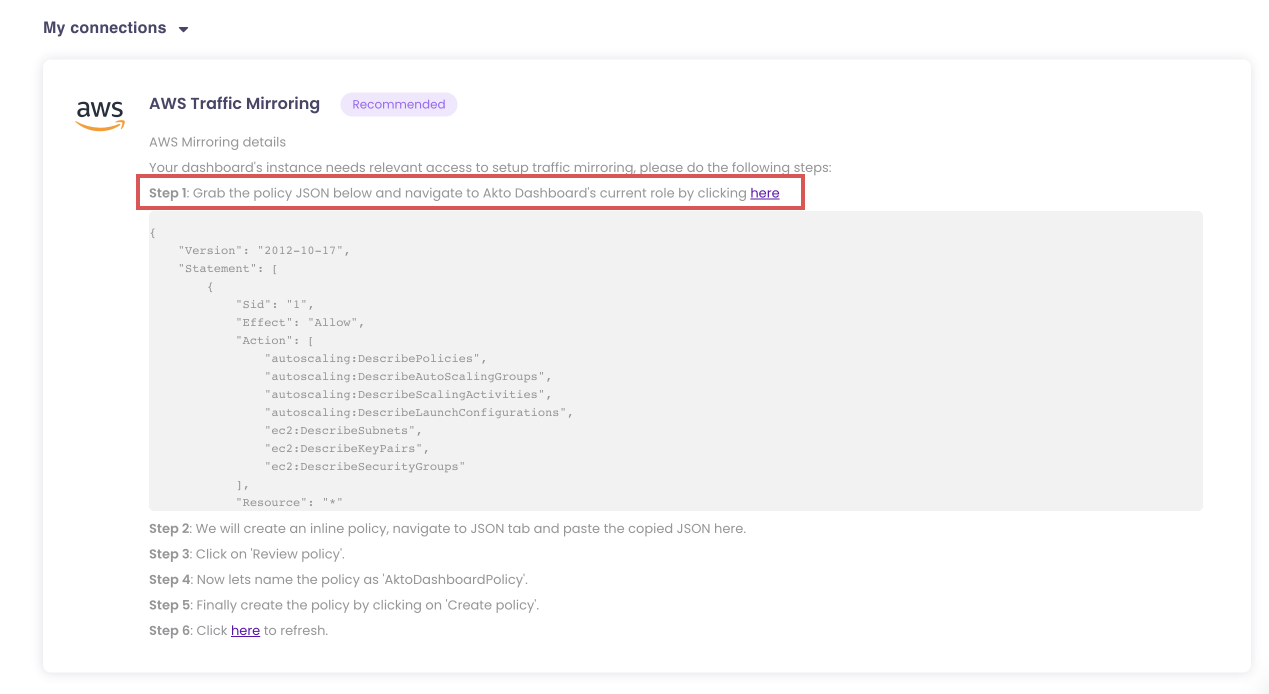 My connections
aws
AWS Traffic Mirroring
Recommended
AWS Mirroring details
Your dashboard's instance needs relevant access to setup traffic mirroring, please do the following steps:
Step 1: Grab the policy JSON below and navigate to Akto Dashboard's current role by clicking here
{
    "Version": "2012-10-17",
    "Statement": [
        {
            "Sid": "1",
            "Effect": "Allow",
            "Action": [
                "autoscaling:DescribePolicies",
                "autoscaling:DescribeAutoScalingGroups",
                "autoscaling:DescribeScalingActivities",
                "autoscaling:DescribeLaunchConfigurations",
                "ec2:DescribeSubnets",
                "ec2:DescribeKeyPairs",
                "ec2:DescribeSecurityGroups"
            ],
            "Resource": "*"
Step 2: We will create an inline policy, navigate to JSON tab and paste the copied JSON here.
Step 3: Click on 'Review policy'.
Step 4: Now lets name the policy as 'AktoDashboardPolicy'.
Step 5: Finally create the policy by clicking on 'Create policy'.
Step 6: Click here to refresh.